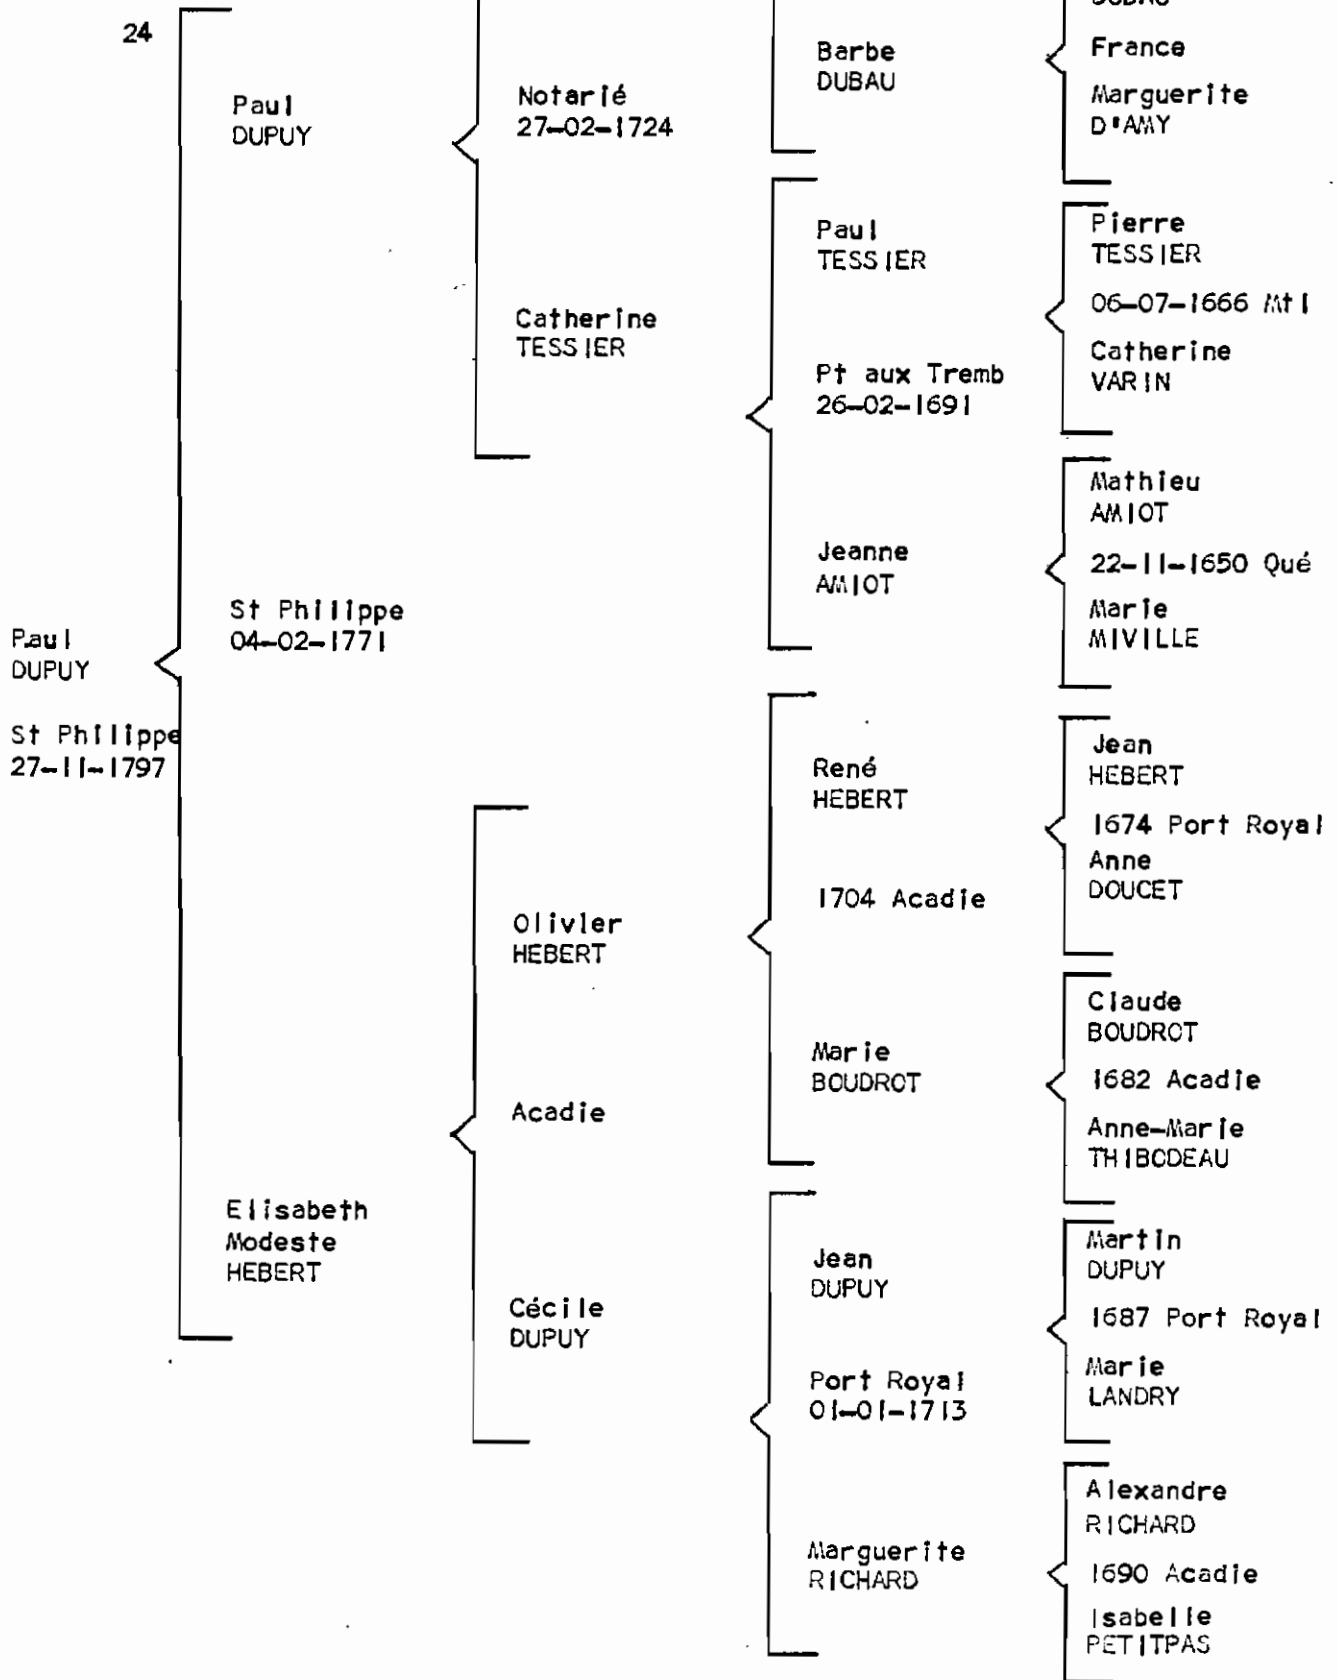 24
Paul
DUPUY
St Philippe
27-11-1797
Paul
DUPUY
St Philippe
04-02-1771
Elisabeth
Modeste
HEBERT
Notarié
27-02-1724
Catherine
TESSIER
Olivier
HEBERT
Acadie
Cécile
DUPUY
Barbe
DUBAU
Paul
TESSIER
Pt aux Tremb
26-02-1691
Jeanne
AMIOT
René
HEBERT
1704 Acadie
Marie
BOUDROT
Jean
DUPUY
Port Royal
01-01-1713
Marguerite
RICHARD
DUBAU
France
Marguerite
D'AMY
Pierre
TESSIER
06-07-1666 Mtl
Catherine
VARIN
Mathieu
AMIOT
22-11-1650 Qué
Marie
MIVILLE
Jean
HEBERT
1674 Port Royal
Anne
DOUCET
Claude
BOUDROT
1682 Acadie
Anne-Marie
THIBODEAU
Martin
DUPUY
1687 Port Royal
Marie
LANDRY
Alexandre
RICHARD
1690 Acadie
Isabelle
PETITPAS